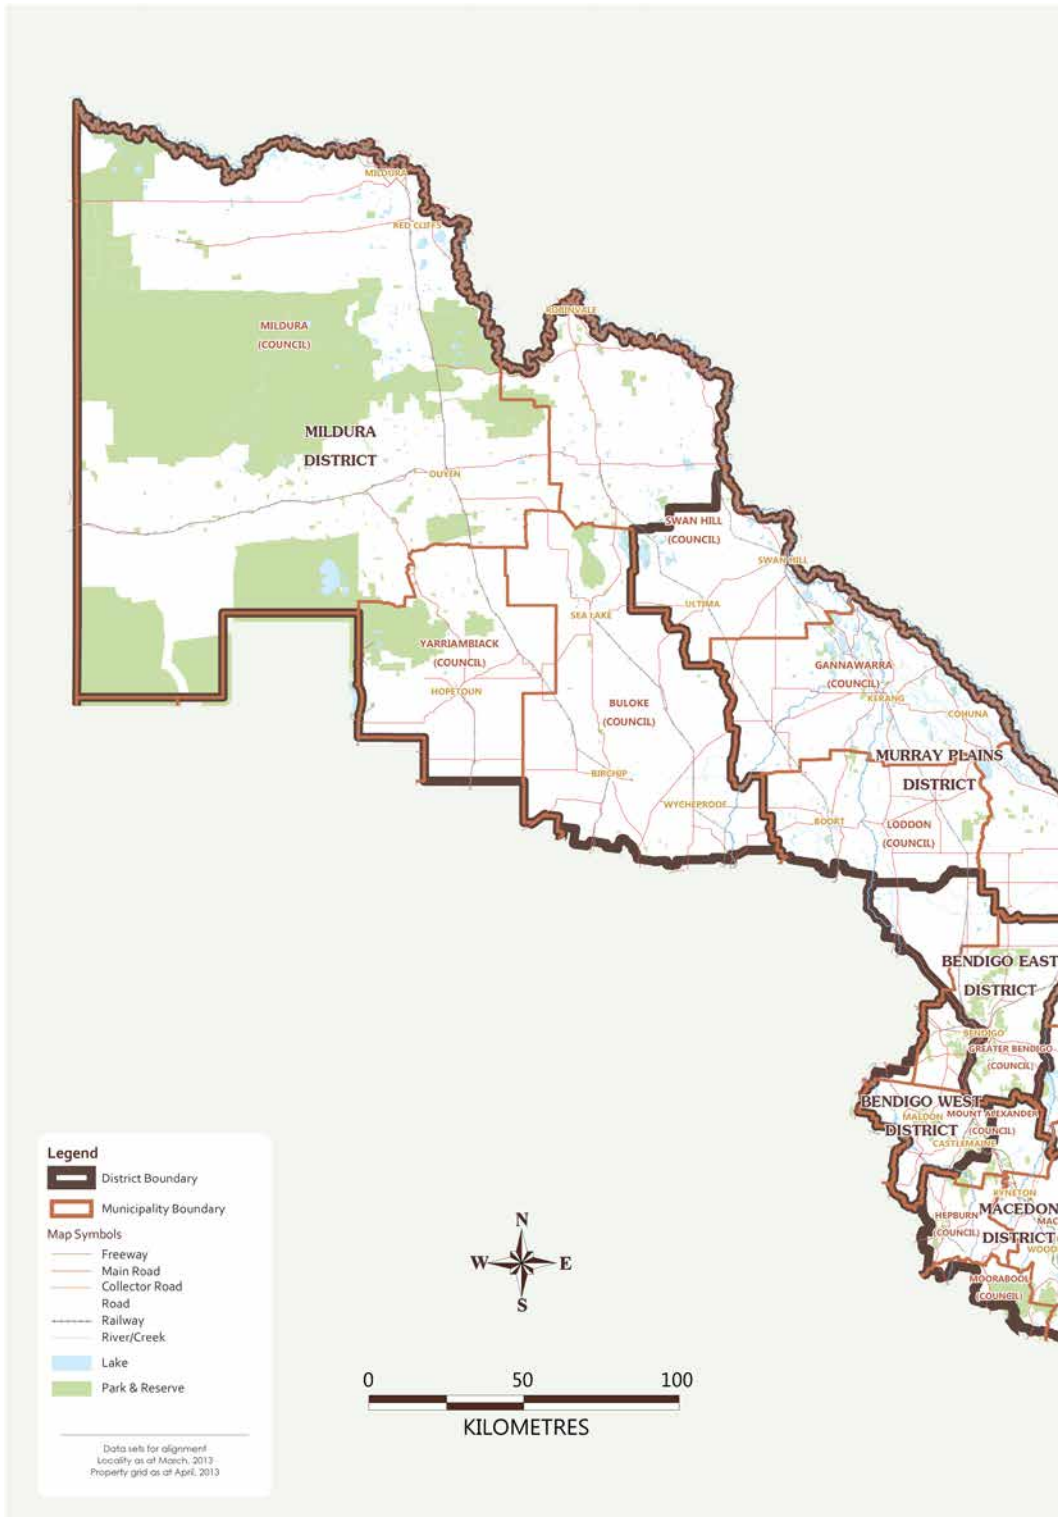 MILDURA
RED CLIFFS
ROBINVALE
MILDURA
(COUNCIL)
MILDURA
DISTRICT
OUYEN
SWAN HILL
(COUNCIL)
SWAN HILL
ULTIMA
SEA LAKE
YARRIAMBIACK
(COUNCIL)
HOPETOUN
GANNAWARRA
(COUNCIL)
KERANG
COHUNA
BULOKE
(COUNCIL)
MURRAY PLAINS
DISTRICT
BIRCHIP
WYCHEPROOF
BOORT
LODDON
(COUNCIL)
BENDIGO EAST
DISTRICT
BENDIGO
GREATER BENDIGO
(COUNCIL)
BENDIGO WEST
DISTRICT
MALDON
MOUNT ALEXANDER
(COUNCIL)
CASTLEMAINE
KYNETON
MACEDON
DISTRICT
HEPBURN
(COUNCIL)
MAC
WOOD
MOORABOOL
(COUNCIL)
Legend
District Boundary
Municipality Boundary
Map Symbols
Freeway
Main Road
Collector Road
Road
Railway
River/Creek
Lake
Park & Reserve
Data sets for alignment
Locality as at March, 2013
Property grid as at April, 2013
N
W E
S
0 50 100
KILOMETRES